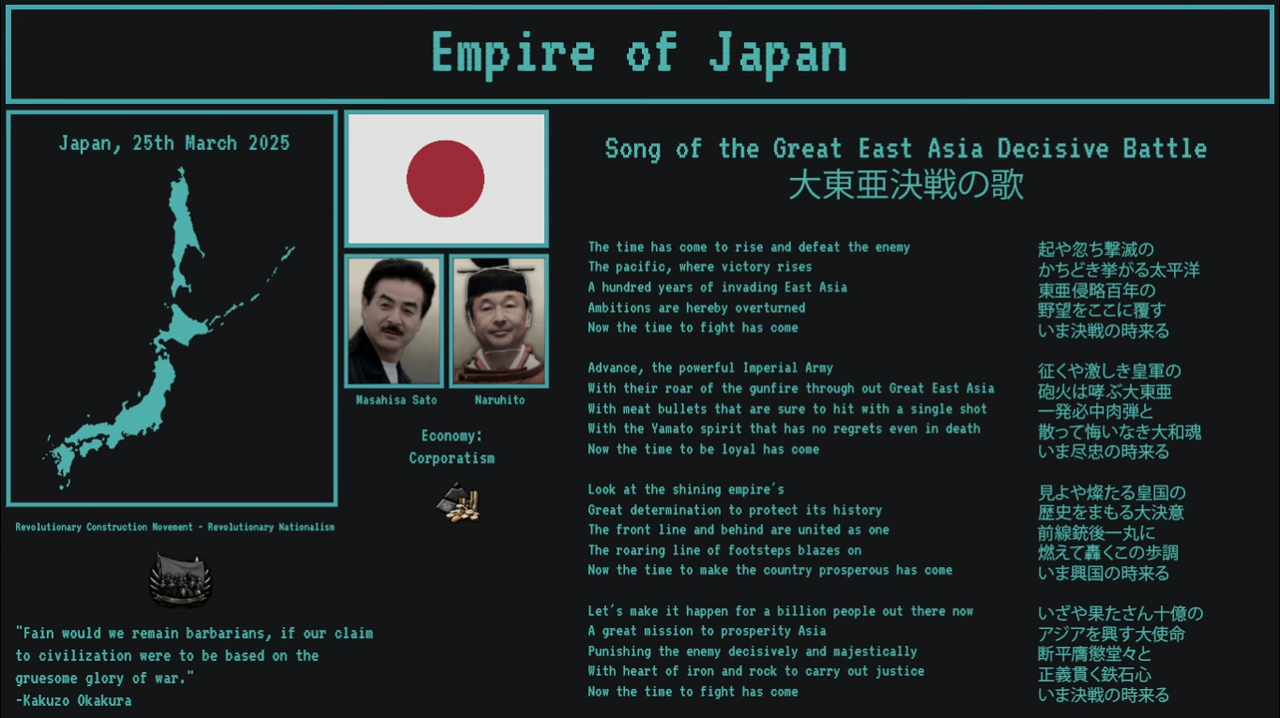 Empire of Japan
Japan, 25th March 2025
Masahisa Sato
Naruhito
Economy:
Corporatism
Revolutionary Construction Movement - Revolutionary Nationalism
"Fain would we remain barbarians, if our claim
to civilization were to be based on the
gruesome glory of war."
-Kakuzo Okakura
Song of the Great East Asia Decisive Battle
大東亜決戦の歌
The time has come to rise and defeat the enemy
The pacific, where victory rises
A hundred years of invading East Asia
Ambitions are hereby overturned
Now the time to fight has come
Advance, the powerful Imperial Army
With their roar of the gunfire through out Great East Asia
With meat bullets that are sure to hit with a single shot
With the Yamato spirit that has no regrets even in death
Now the time to be loyal has come
Look at the shining empire's
Great determination to protect its history
The front line and behind are united as one
The roaring line of footsteps blazes on
Now the time to make the country prosperous has come
Let's make it happen for a billion people out there now
A great mission to prosperity Asia
Punishing the enemy decisively and majestically
With heart of iron and rock to carry out justice
Now the time to fight has come
起や忽ち撃滅の
かちどき挙がる太平洋
東亜侵略百年の
野望をここに覆す
いま決戦の時来る
征くや激しき皇軍の
砲火は哮ぶ大東亜
一発必中肉弾と
散って悔いなき大和魂
いま尽忠の時来る
見よや燦たる皇国の
歴史をまもる大決意
前線銃後一丸に
燃えて轟くこの歩調
いま興国の時来る
いざや果たさん十億の
アジアを興す大使命
断乎膺懲堂々と
正義貫く鉄石心
いま決戦の時来る